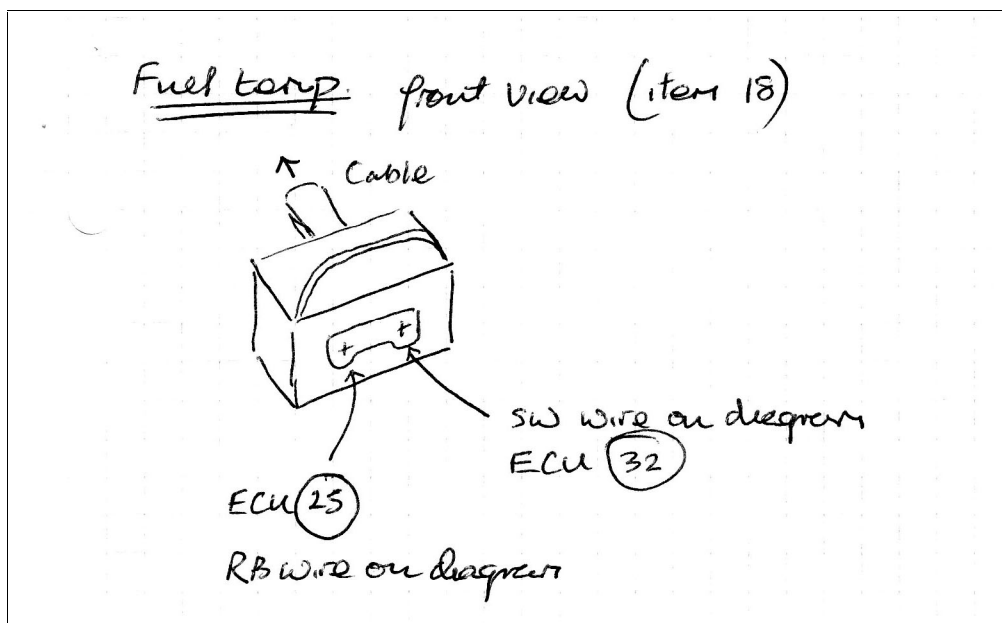 Fuel temp. front view (item 18)
Cable
SW wire on diagram
ECU 32
ECU 25
RB wire on diagram